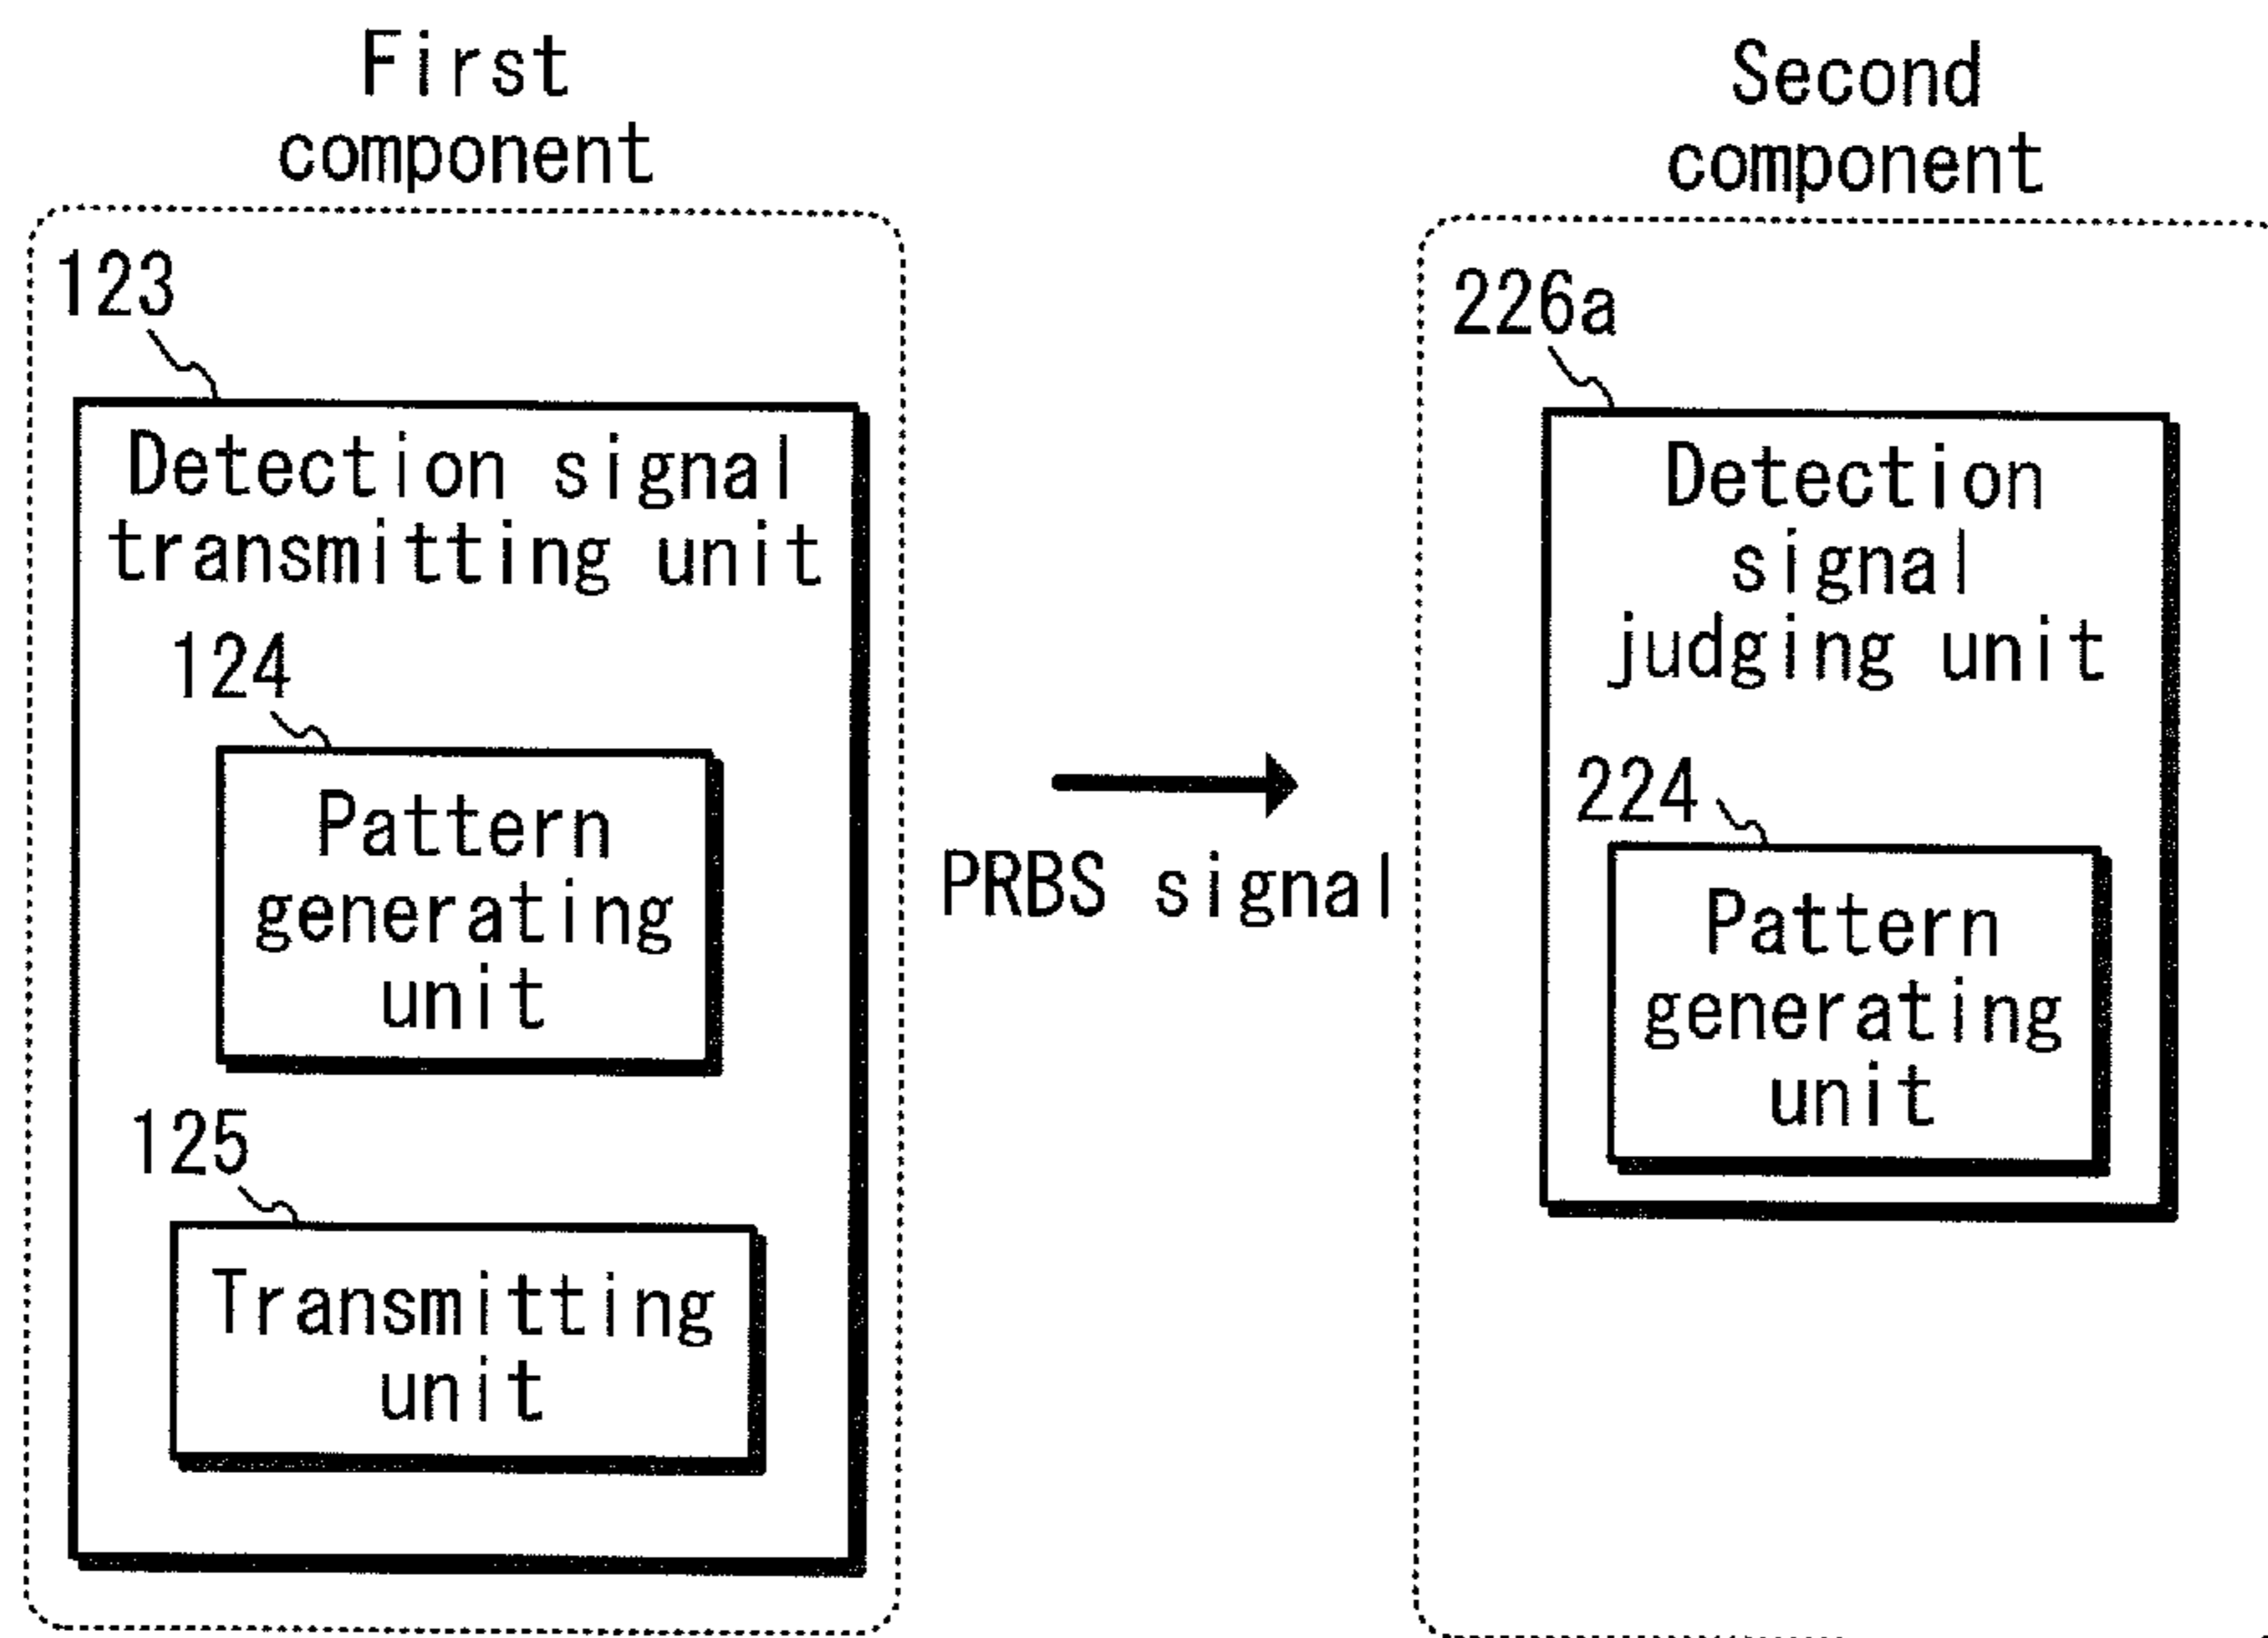 First
component
123
Detection signal
transmitting unit
124
Pattern
generating
unit
125
Transmitting
unit
PRBS signal
Second
component
226a
Detection
signal
judging unit
224
Pattern
generating
unit